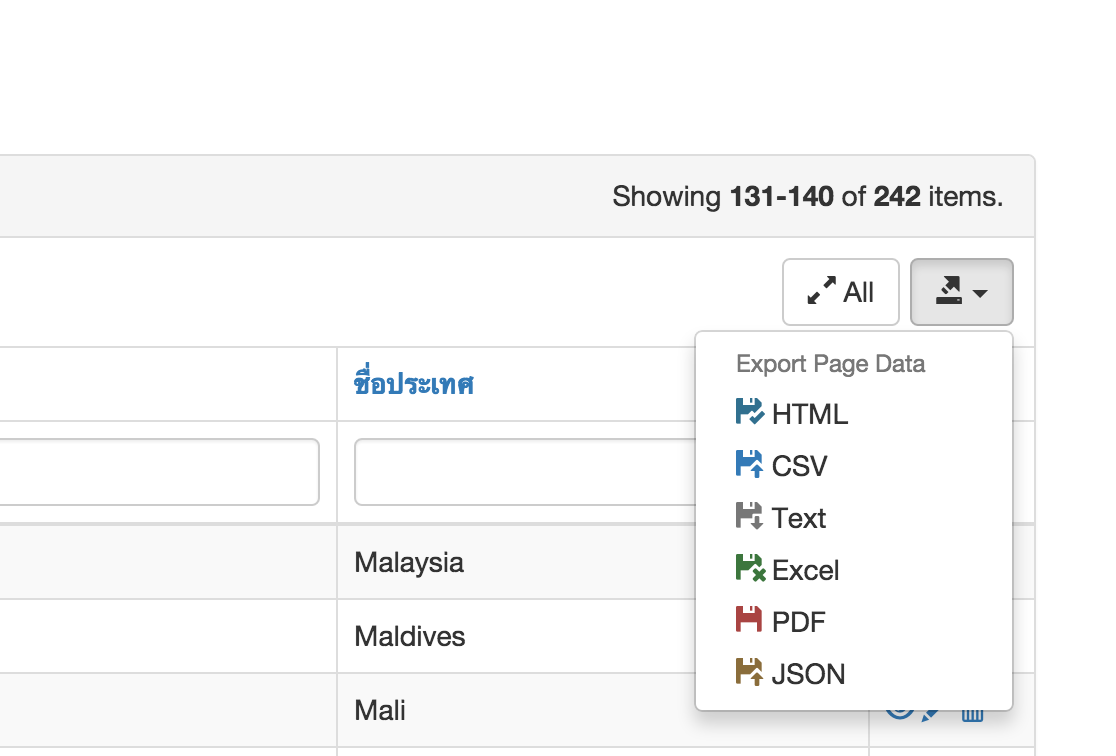 Showing 131-140 of 242 items.
All
Export Page Data
ชื่อประเทศ
HTML
CSV
Text
Excel
PDF
JSON
Malaysia
Maldives
Mali